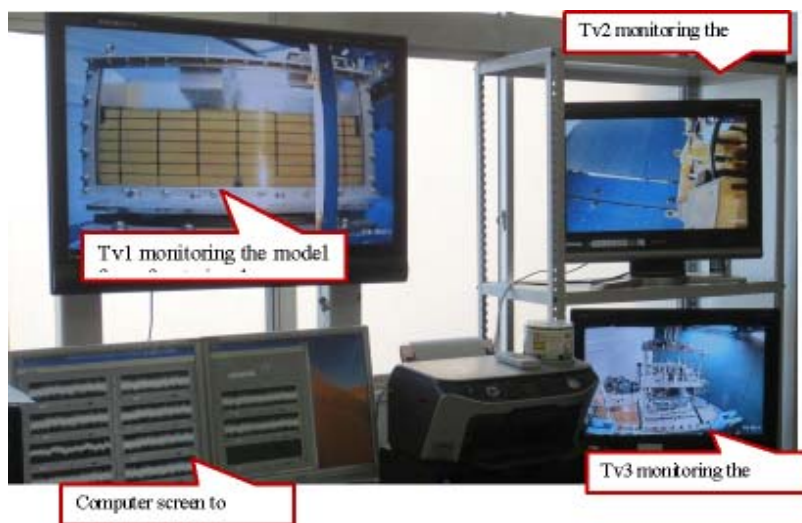 Tv2 monitoring the
Tv1 monitoring the model
Tv3 monitoring the
Computer screen to